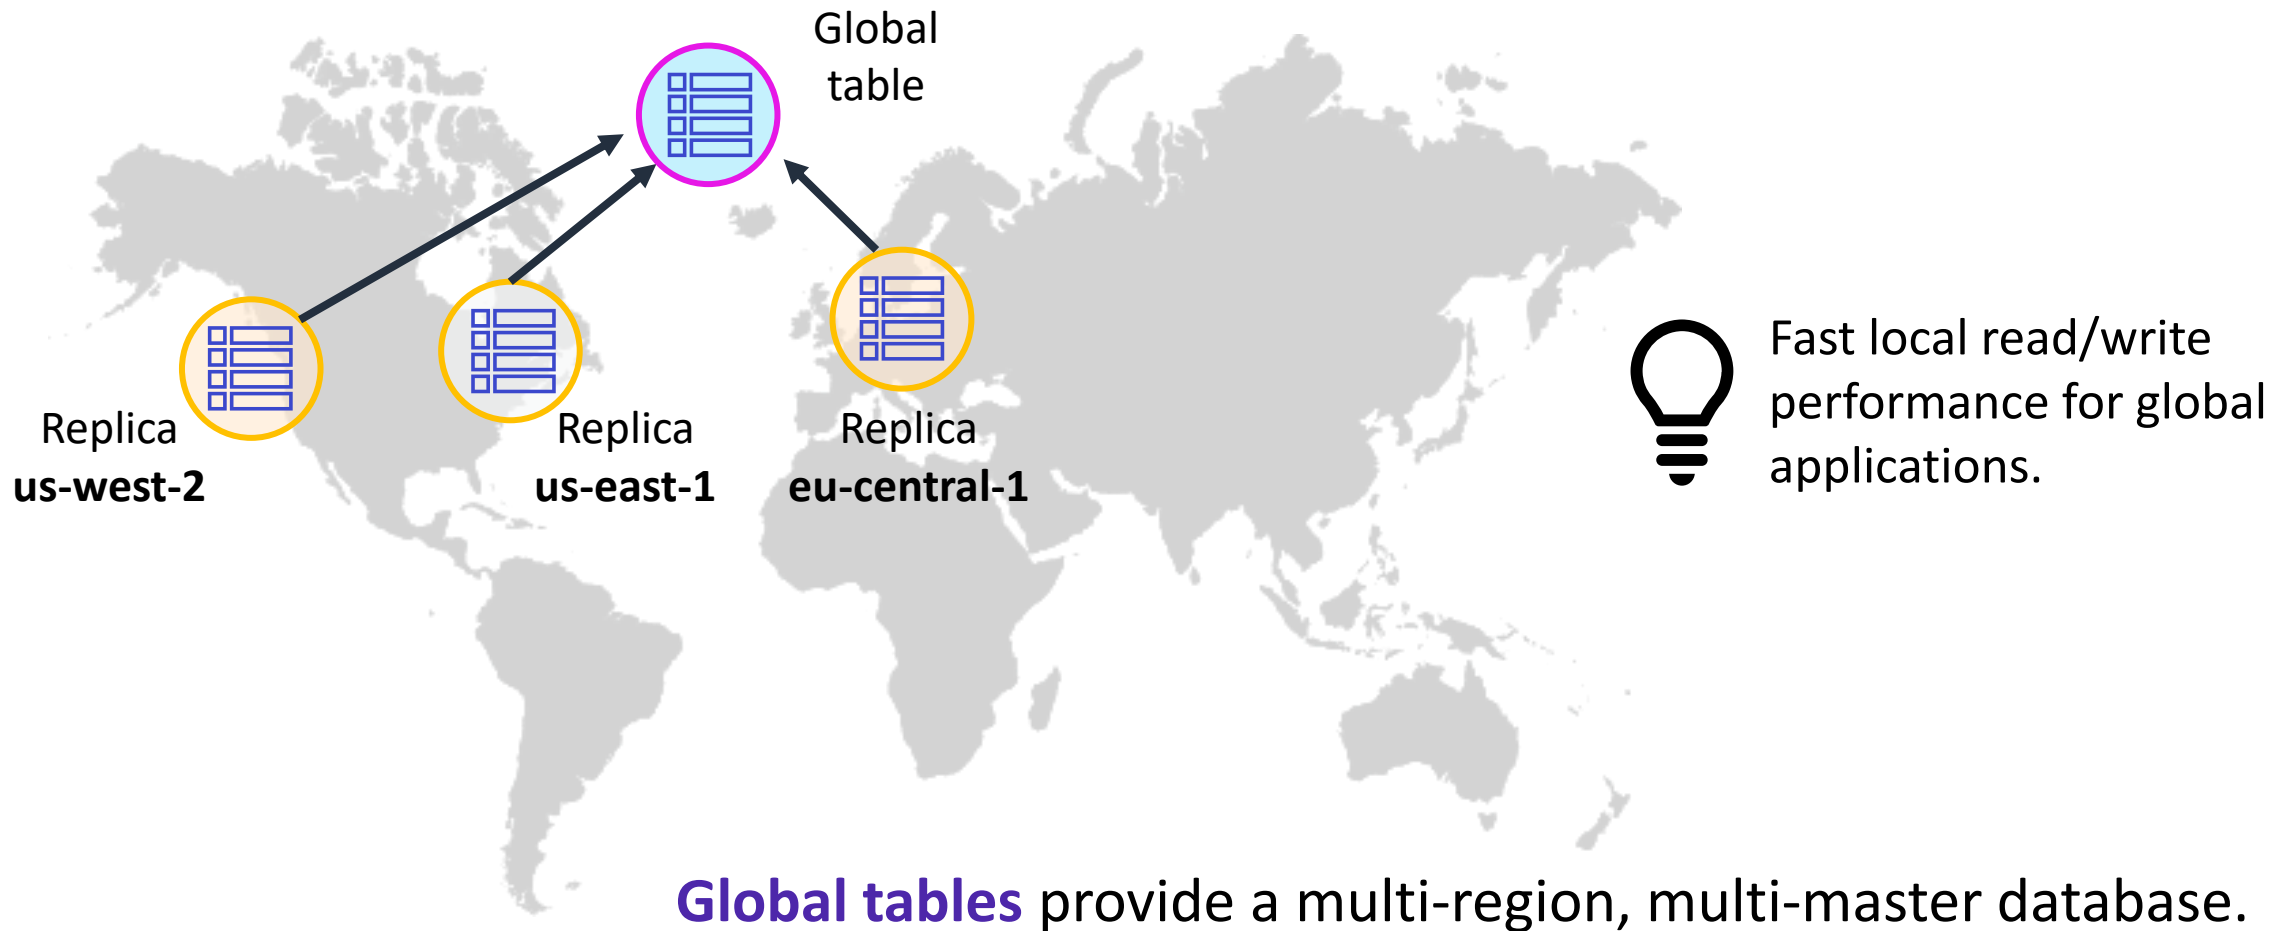 Global
table
Replica
us-west-2
Replica
us-east-1
Replica
eu-central-1
Fast local read/write
performance for global
applications.
Global tables provide a multi-region, multi-master database.